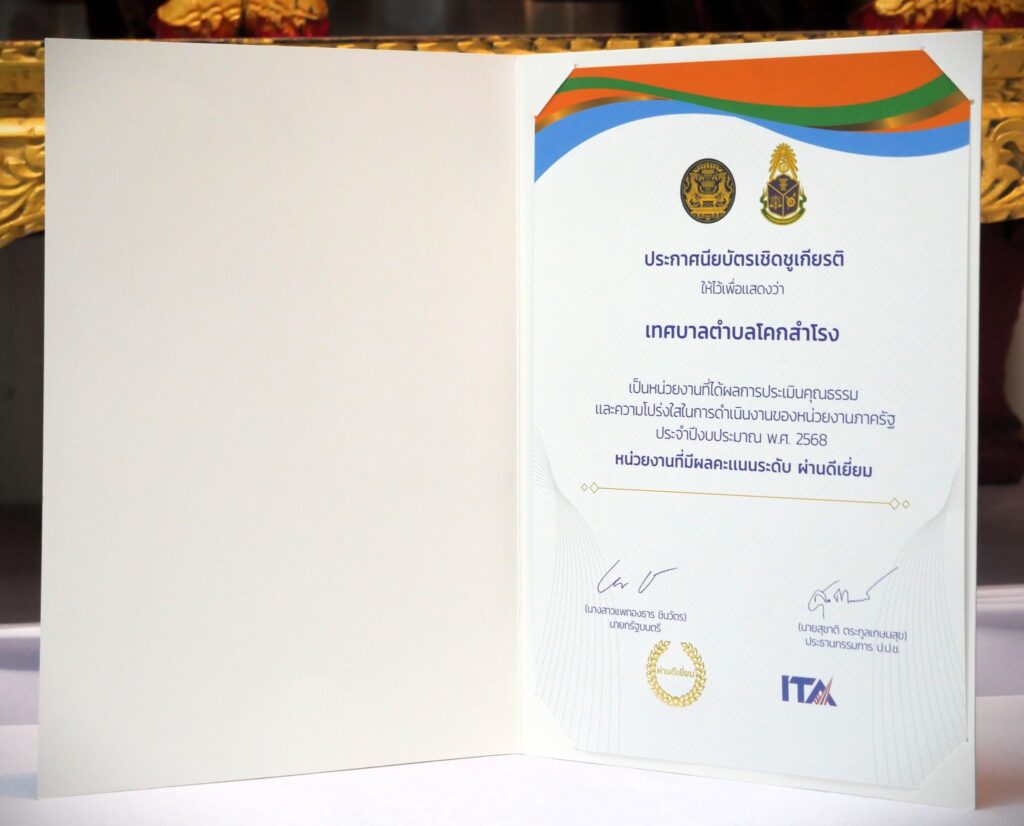 ประกาศนียบัตรเชิดชูเกียรติ
ให้ไว้เพื่อแสดงว่า
เทศบาลตำบลโคกสำโรง
เป็นหน่วยงานที่ได้ผลการประเมินคุณธรรม
และความโปร่งใสในการดำเนินงานของหน่วยงานภาครัฐ
ประจำปีงบประมาณ พ.ศ. 2568
หน่วยงานที่มีผลคะแนนระดับ ผ่านดีเยี่ยม
(นางสาวแพทองธาร ชินวัตร)
นายกรัฐมนตรี
(นายสุชาติ ตระกูลเกษมสุข)
ประธานกรรมการ ป.ป.ช
ผ่านดีเยี่ยม
ITA